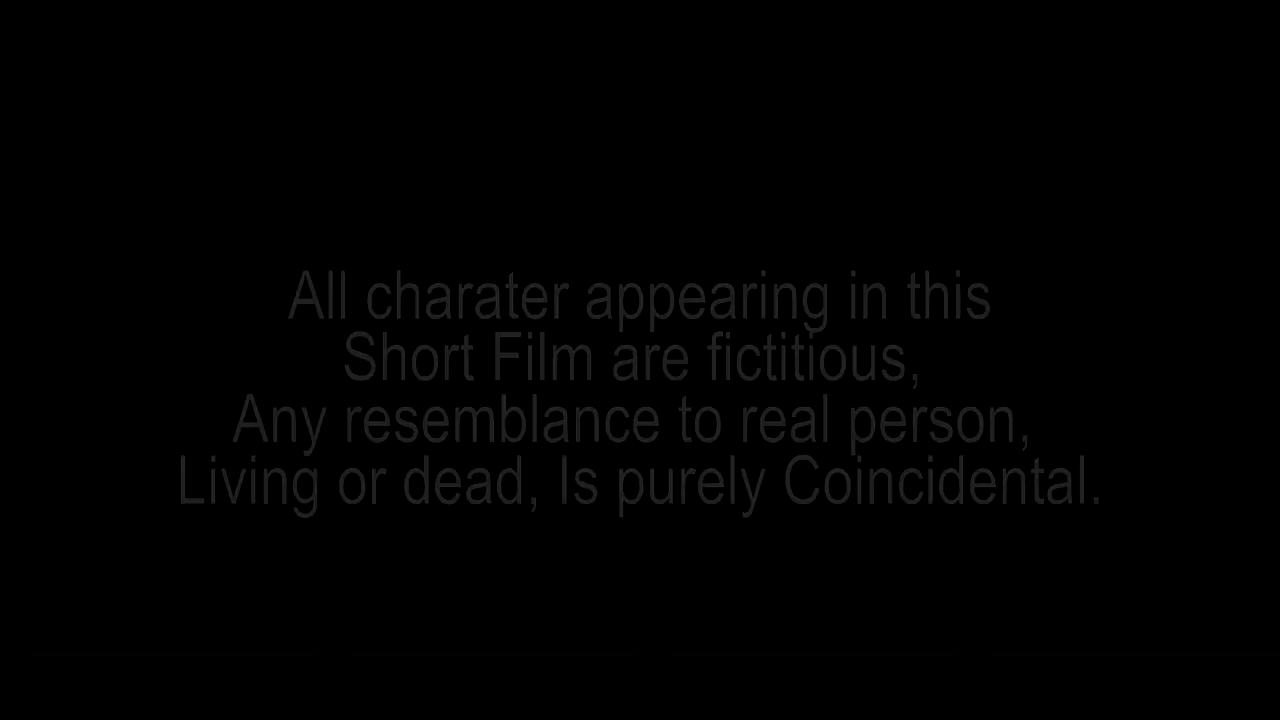 All charater appearing in this
Short Film are fictitious,
Any resemblance to real person,
Living or dead, Is purely Coincidental.